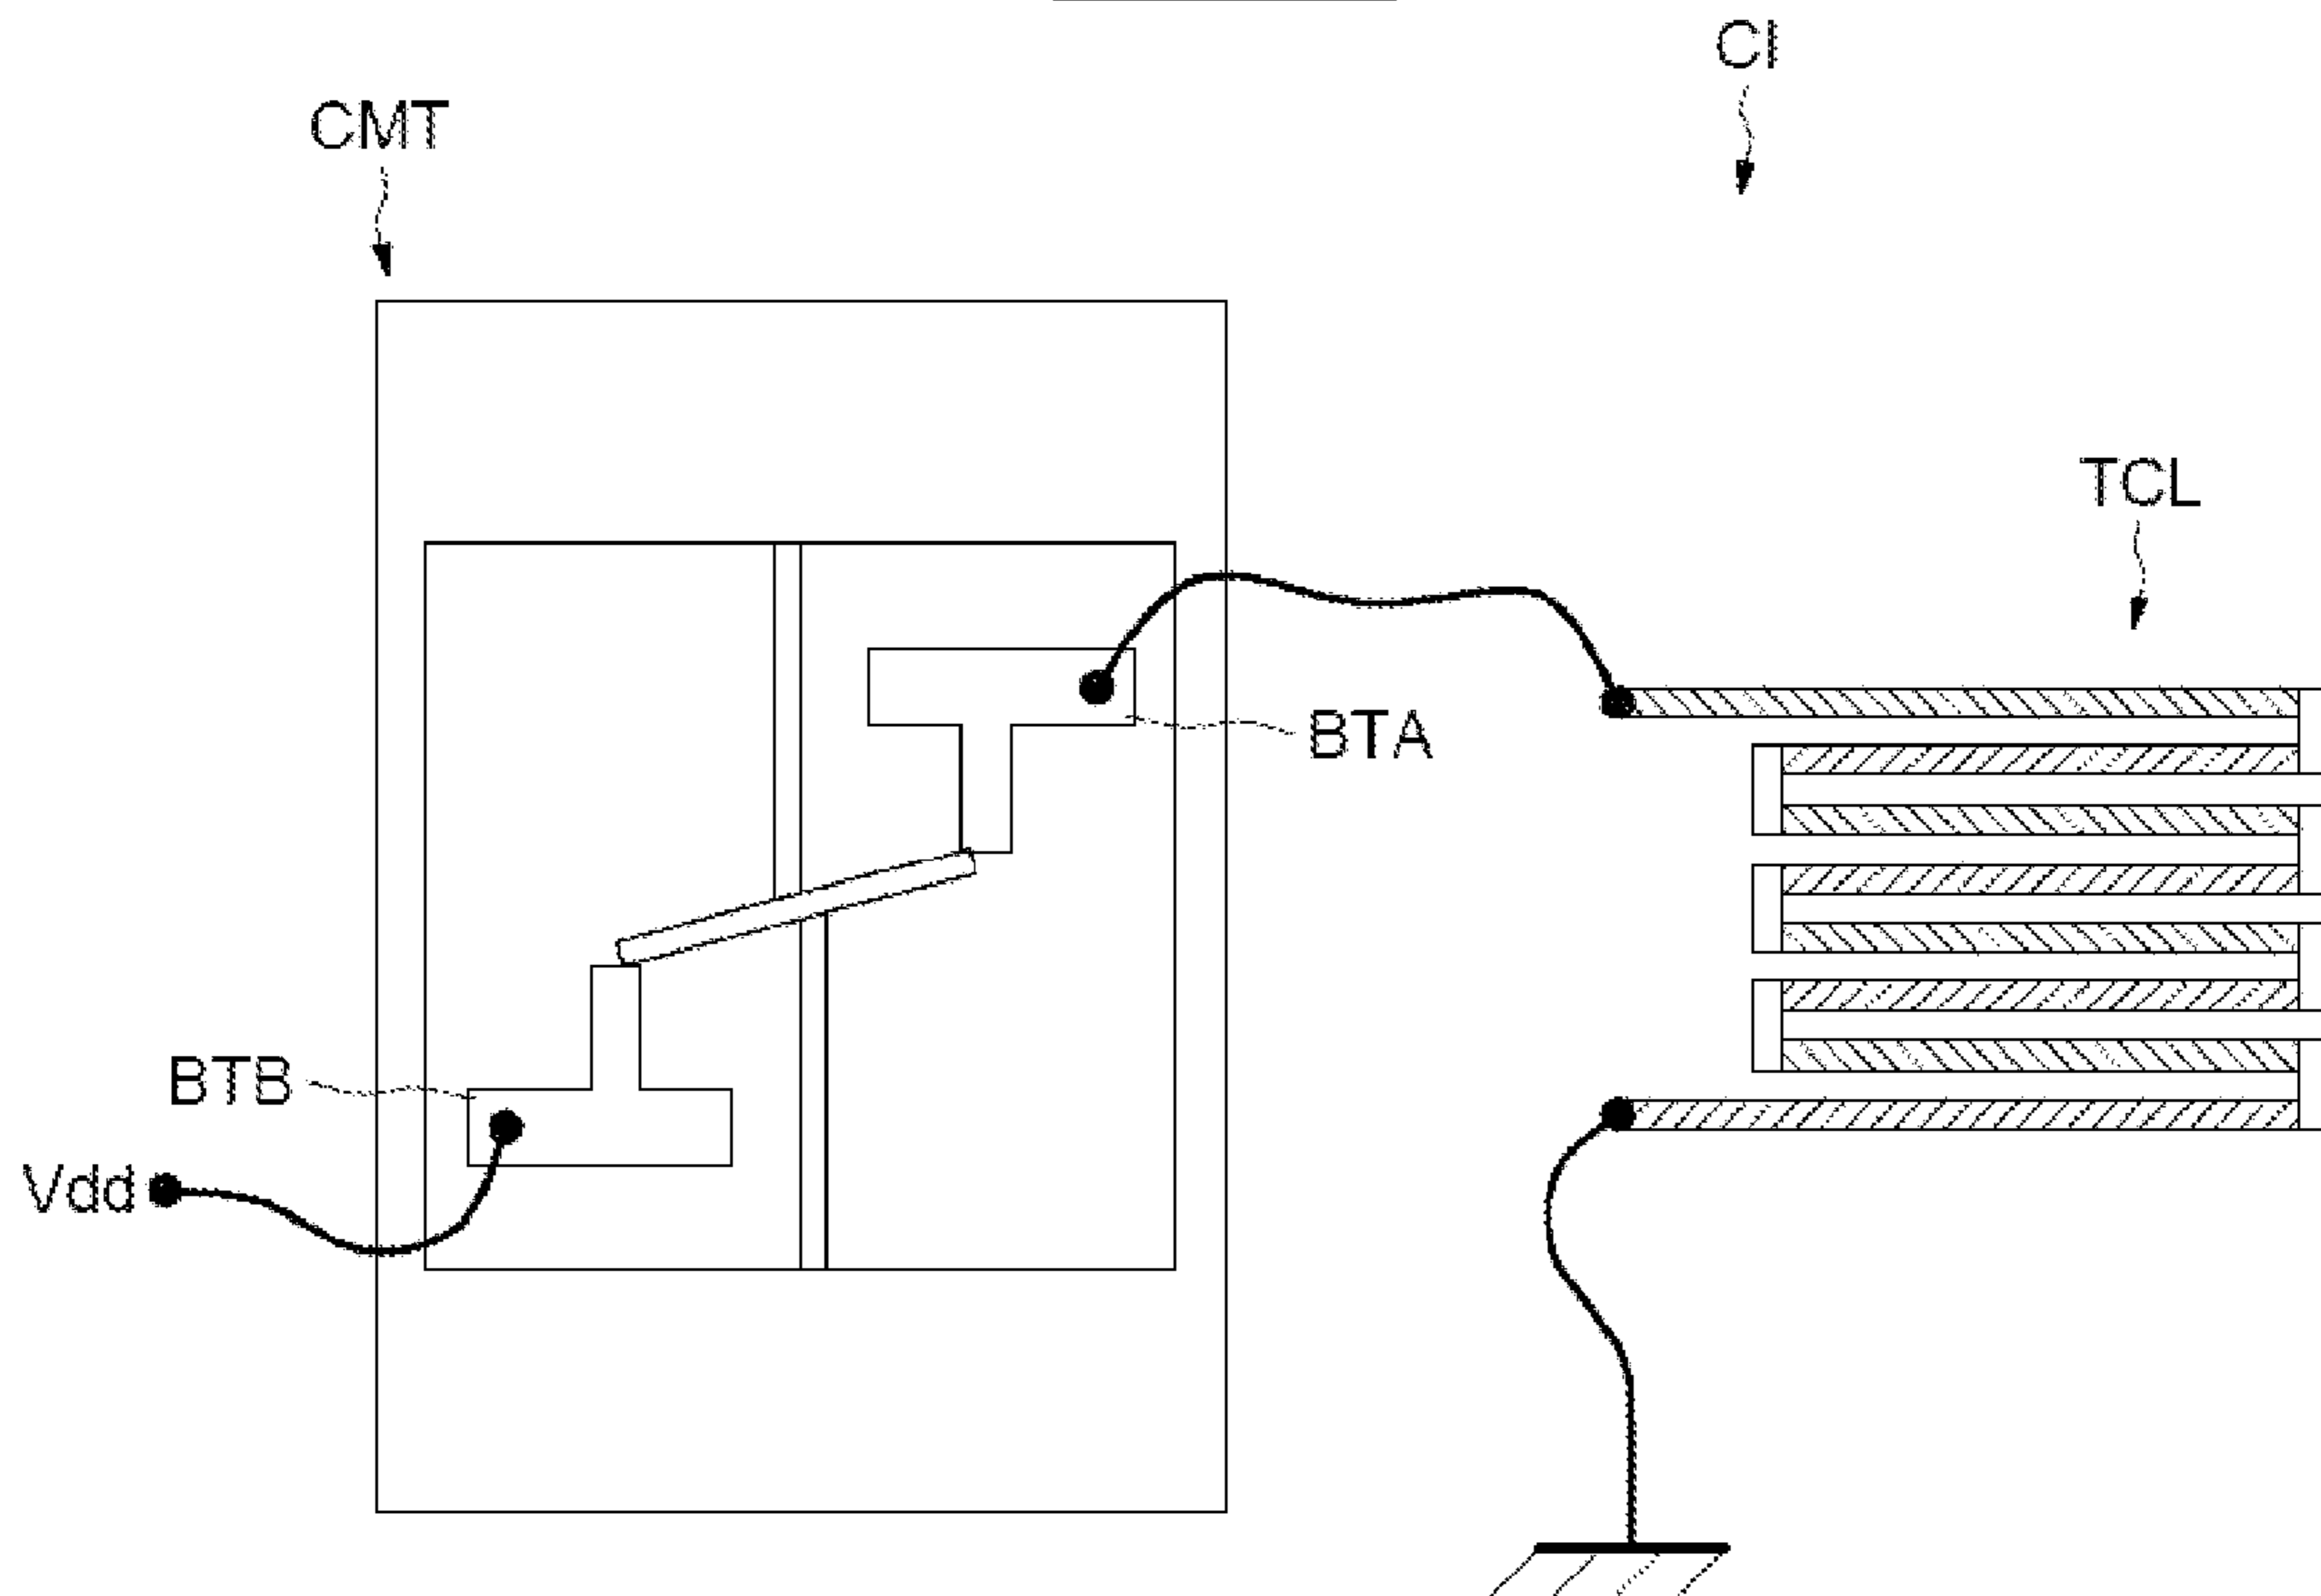 CI
CMT
TCL
BTA
BTB
Vdd